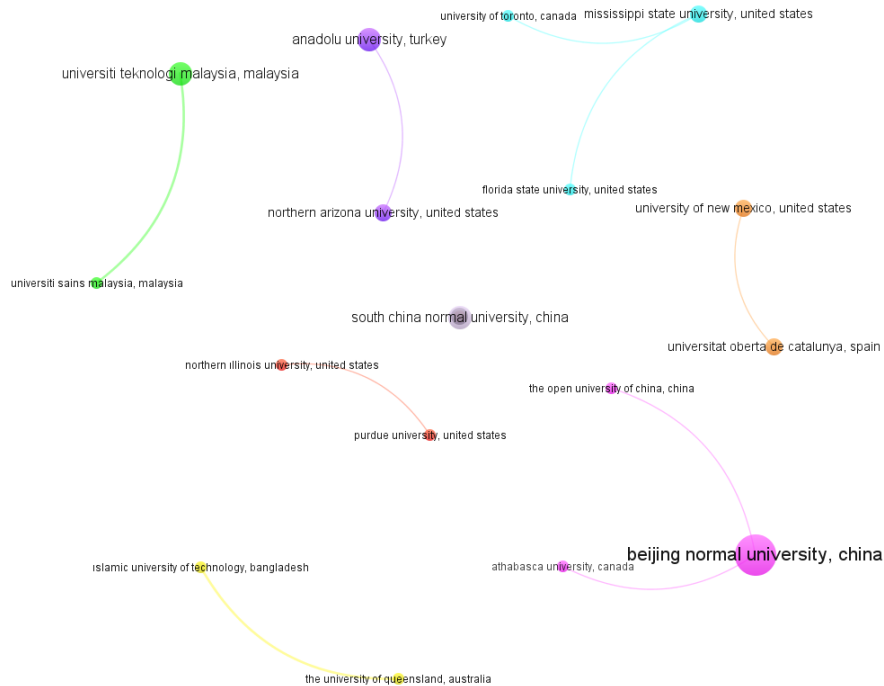 university of toronto, canada
mississippi state university, united states
anadolu university, turkey
universiti teknologi malaysia, malaysia
florida state university, united states
university of new mexico, united states
northern arizona university, united states
universiti sains malaysia, malaysia
south china normal university, china
universitat oberta de catalunya, spain
northern illinois university, united states
the open university of china, china
purdue university, united states
beijing normal university, china
athabasca university, canada
islamic university of technology, bangladesh
the university of queensland, australia